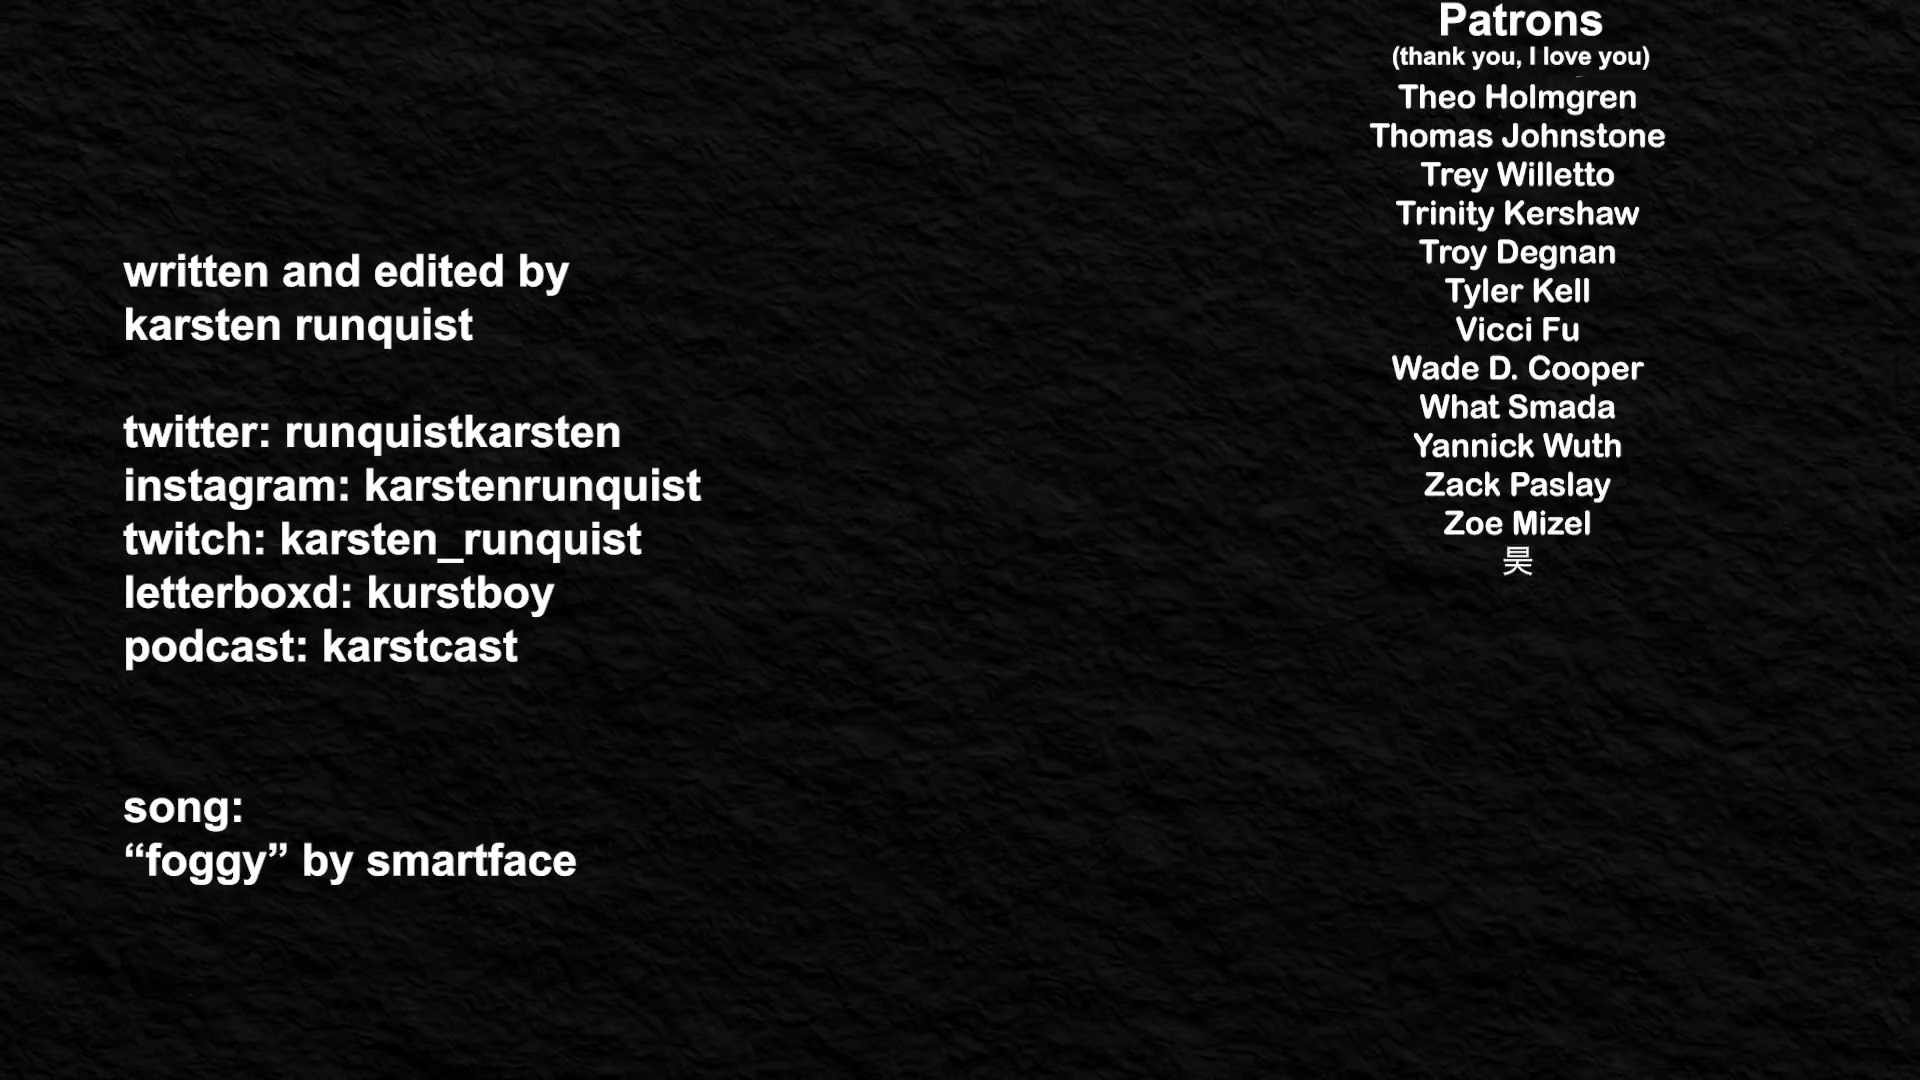 written and edited by
karsten runquist
twitter: runquistkarsten
instagram: karstenrunquist
twitch: karsten_runquist
letterboxd: kurstboy
podcast: karstcast
song:
“foggy” by smartface
Patrons
(thank you, I love you)
Theo Holmgren
Thomas Johnstone
Trey Willetto
Trinity Kershaw
Troy Degnan
Tyler Kell
Vicci Fu
Wade D. Cooper
What Smada
Yannick Wuth
Zack Paslay
Zoe Mizel
昊